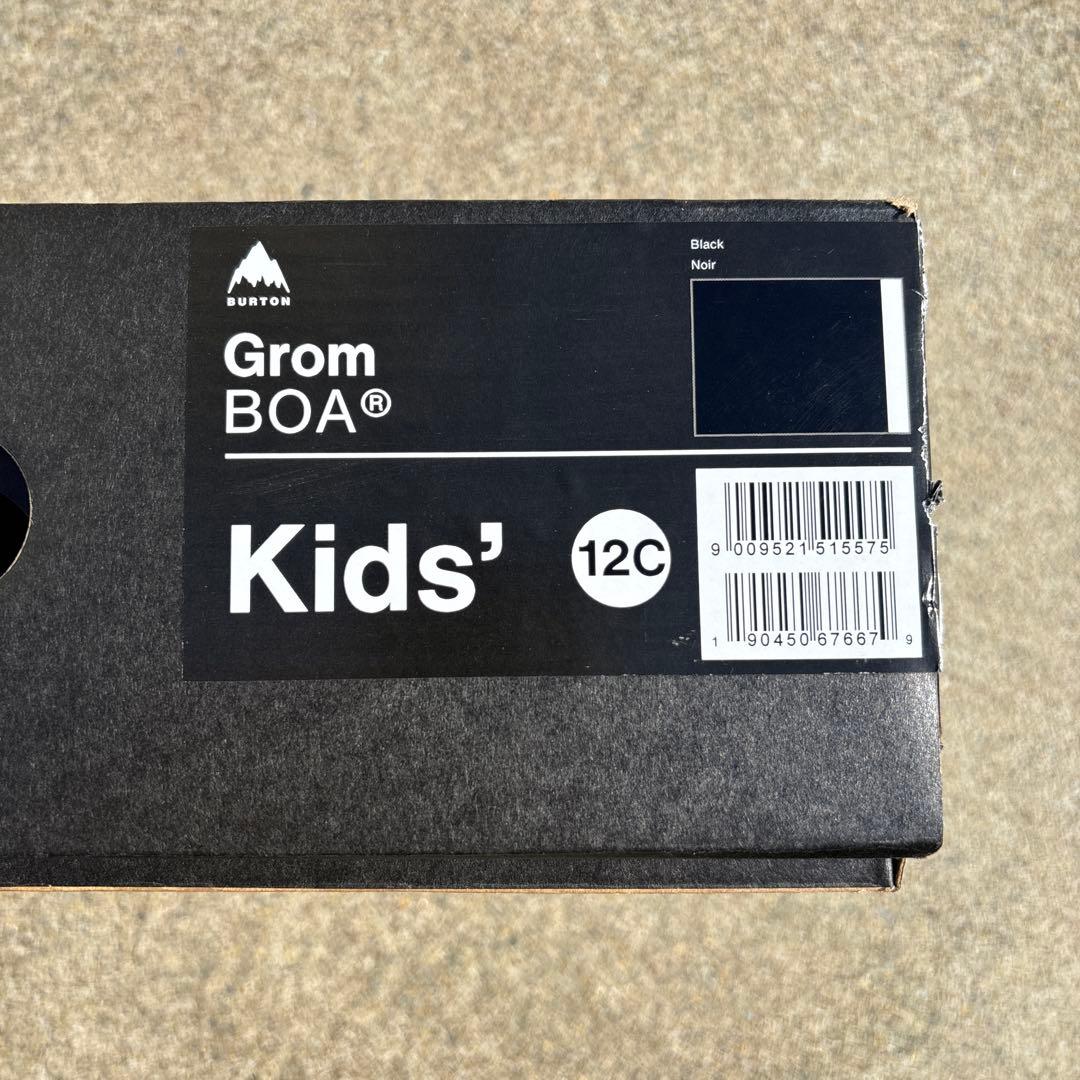 BURTON
Grom
BOA®
Black
Noir
Kids’
12C
9 009521 515575
1 90450 67667 9